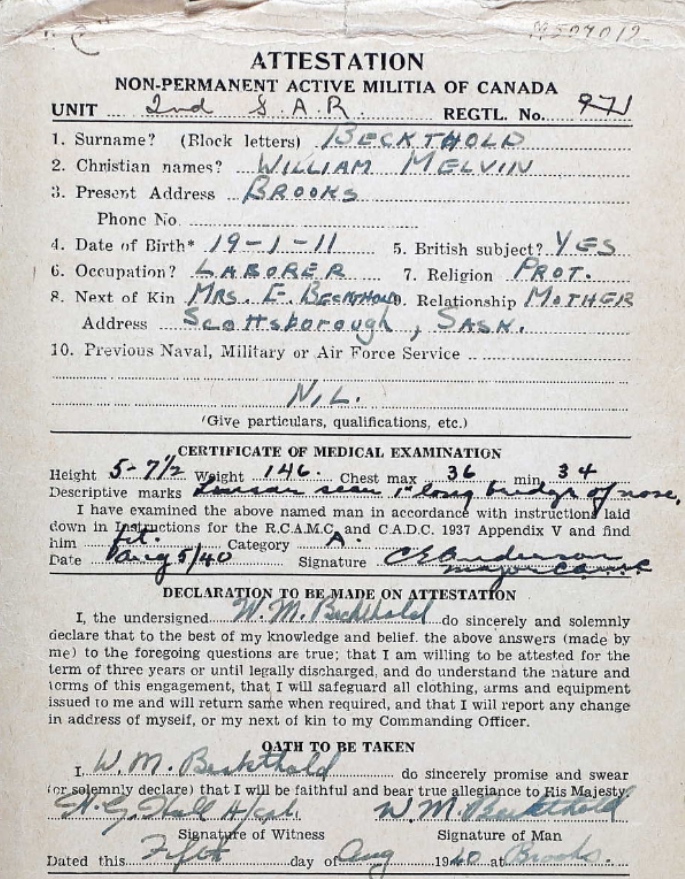 "C" M507019
ATTESTATION
NON-PERMANENT ACTIVE MILITIA OF CANADA
UNIT 2nd S.A.R. REGTL. No. 971
1. Surname? (Block letters) BECKTHOLD
2. Christian names? WILLIAM MELVIN
3. Present Address BROOKS
Phone No.
4. Date of Birth* 19-1-11 5. British subject? YES
6. Occupation? LABORER 7. Religion PROT.
8. Next of Kin MRS. E. BECKTHOLD 9. Relationship MOTHER
Address Scottsborough, SASK.
10. Previous Naval, Military or Air Force Service
NIL.
(Give particulars, qualifications, etc.)
CERTIFICATE OF MEDICAL EXAMINATION
Height 5-7½ Weight 146. Chest max 36 min 34
Descriptive marks Linear scar 1" long bridge of nose.
I have examined the above named man in accordance with instructions laid
down in Instructions for the R.C.A.M.C. and C.A.D.C. 1937 Appendix V and find
him fit. Category A.
Date Aug 5/40 Signature C E Anderson
Major
DECLARATION TO BE MADE ON ATTESTATION
I, the undersigned W. M. Beckthold do sincerely and solemnly
declare that to the best of my knowledge and belief. the above answers (made by
me) to the foregoing questions are true; that I am willing to be attested for the
term of three years or until legally discharged, and do understand the nature and
terms of this engagement, that I will safeguard all clothing, arms and equipment
issued to me and will return same when required, and that I will report any change
in address of myself, or my next of kin to my Commanding Officer.
OATH TO BE TAKEN
I, W. M. Beckthold do sincerely promise and swear
(or solemnly declare) that I will be faithful and bear true allegiance to His Majesty.
Hall W. M. Beckthold
Signature of Witness Signature of Man
Dated this Fifth day of Aug 1940 at Brooks.